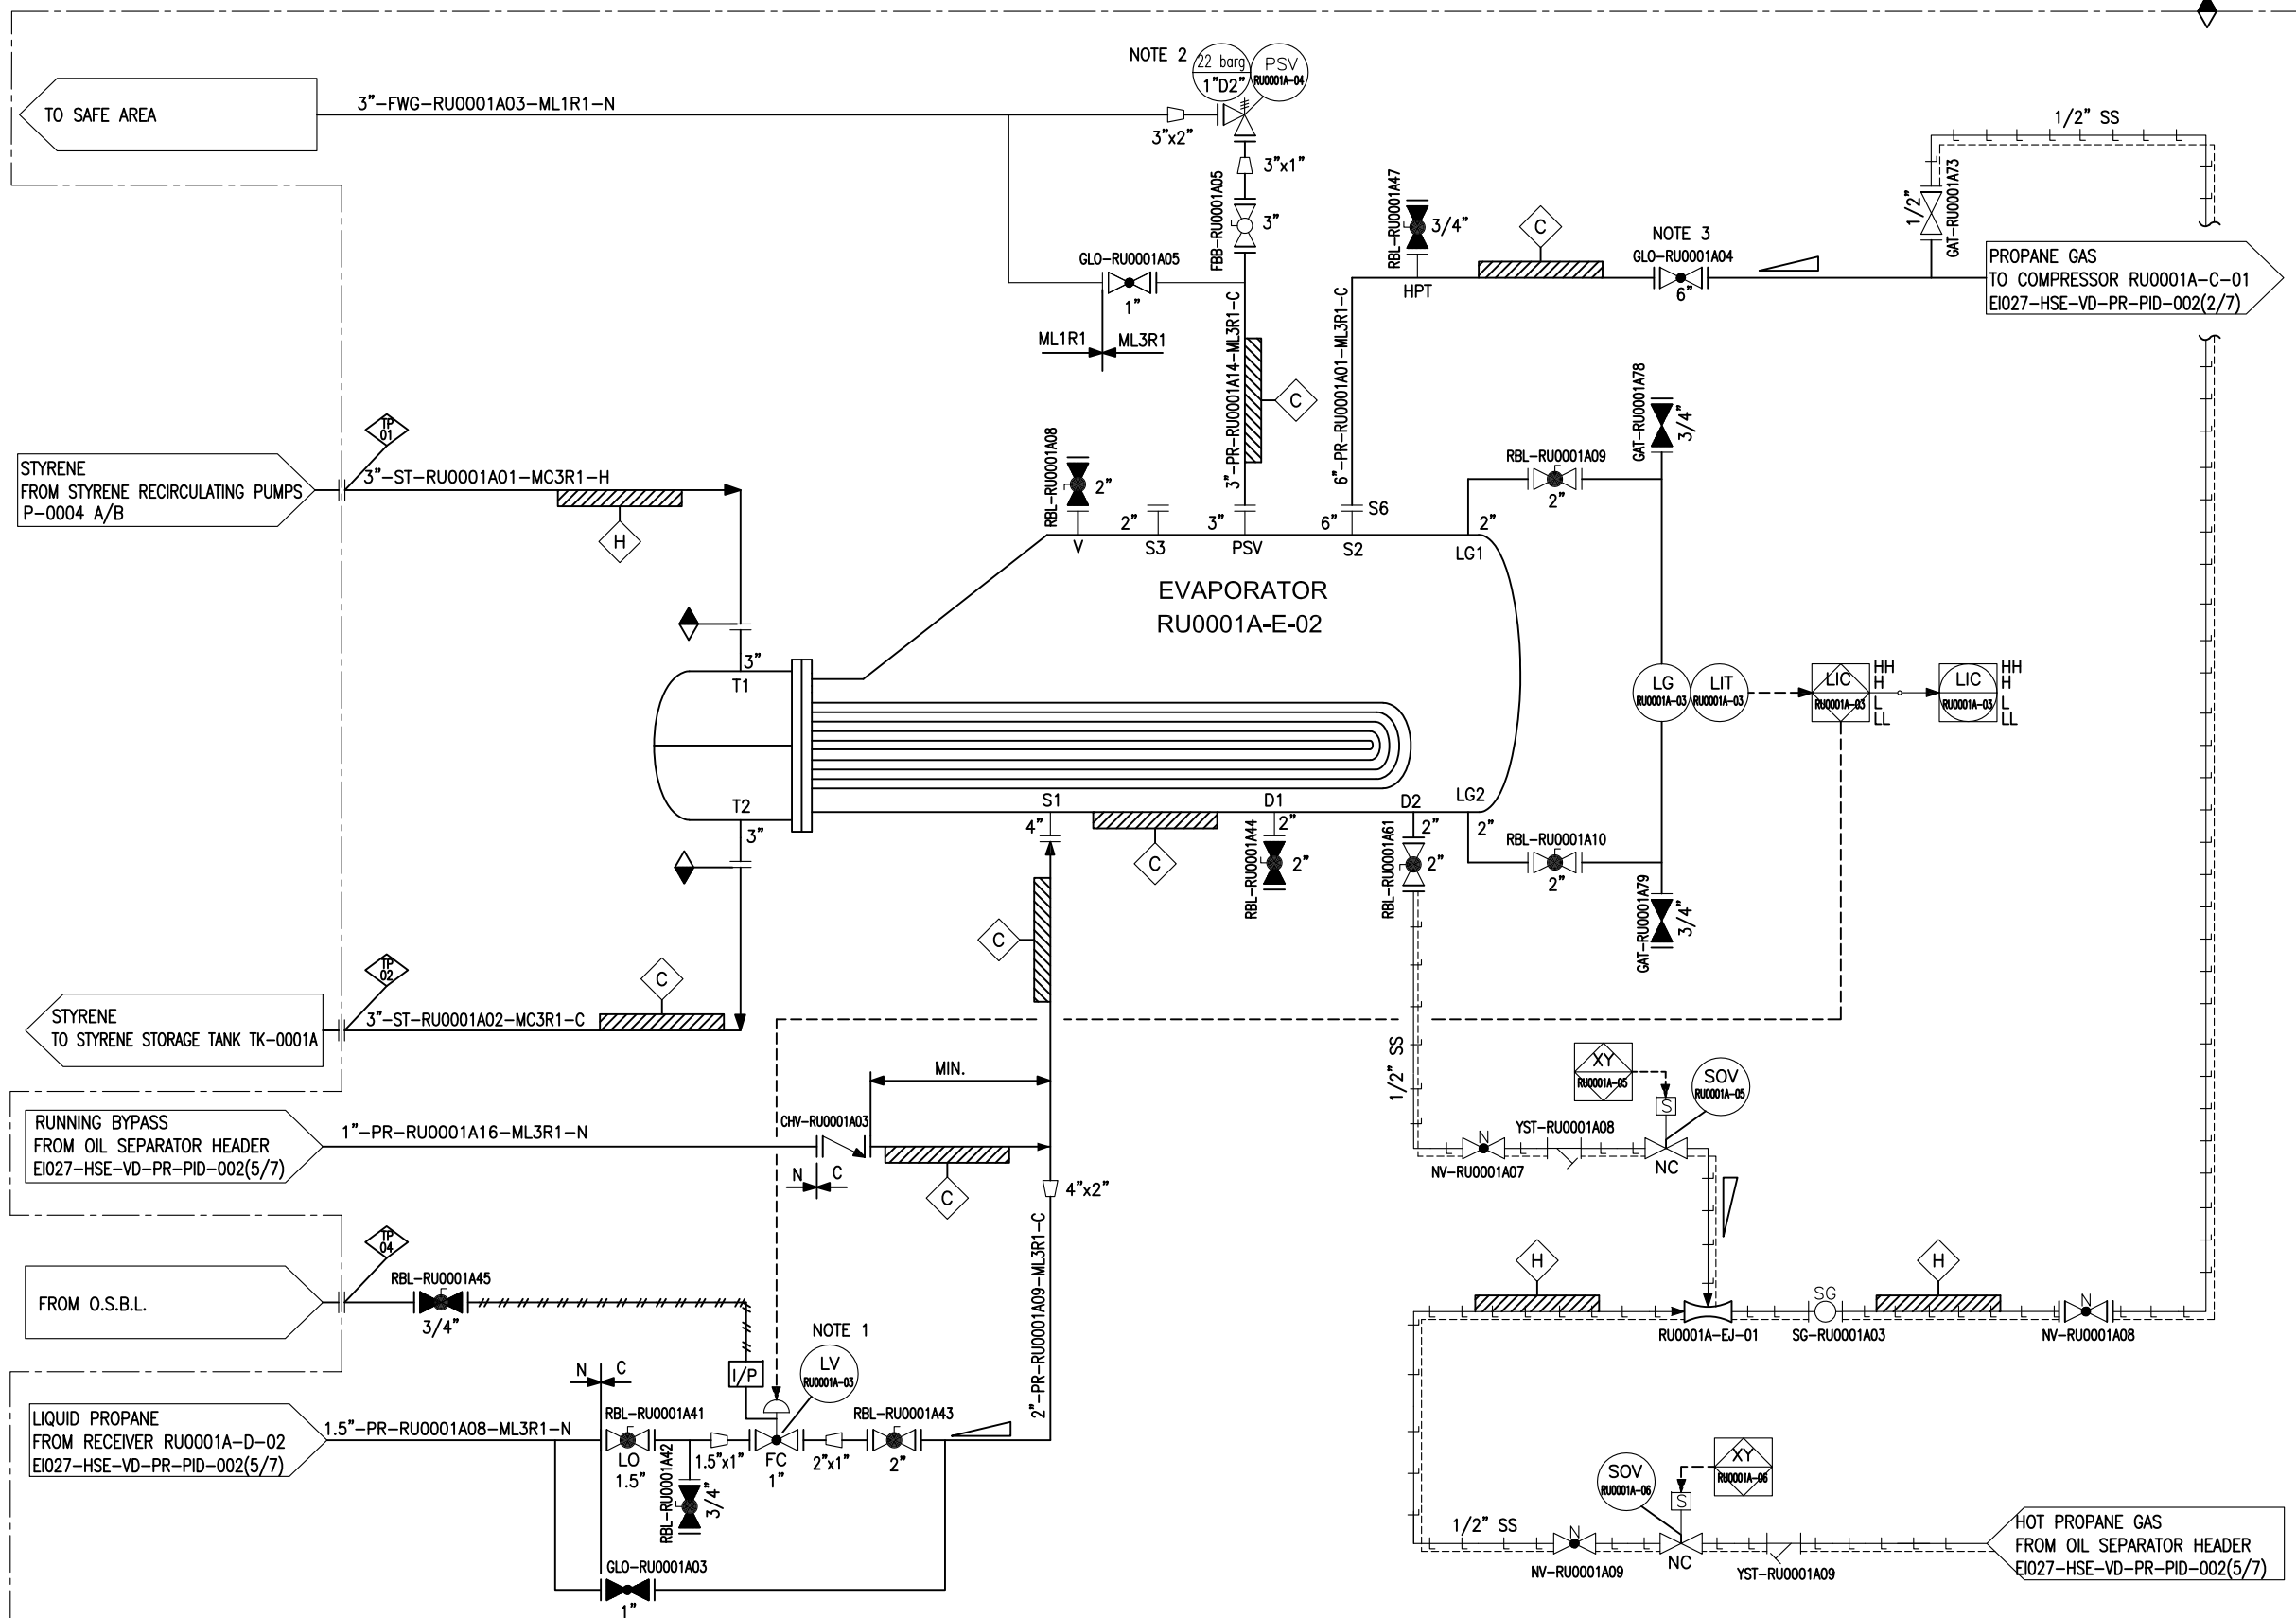 NOTE 2
22 barg
1"D2"
PSV
RU0001A-04
TO SAFE AREA
3"-FWG-RU0001A03-ML1R1-N
3"x2"
3"x1"
FBB-RU0001A05
3"
GLO-RU0001A05
1"
ML1R1
ML3R1
3"-PR-RU0001A14-ML3R1-C
C
RBL-RU0001A47
3/4"
HPT
C
NOTE 3
GLO-RU0001A04
6"
6"-PR-RU0001A01-ML3R1-C
1/2" SS
1/2"
GAT-RU0001A73
PROPANE GAS
TO COMPRESSOR RU0001A-C-01
EI027-HSE-VD-PR-PID-002(2/7)
TP
01
STYRENE
FROM STYRENE RECIRCULATING PUMPS
P-0004 A/B
3"-ST-RU0001A01-MC3R1-H
H
RBL-RU0001A08
2"
V
2"
S3
3"
PSV
6"
S6
S2
2"
LG1
RBL-RU0001A09
2"
GAT-RU0001A78
3/4"
EVAPORATOR
RU0001A-E-02
3"
T1
T2
3"
LG
RU0001A-03
LIT
RU0001A-03
LIC
RU0001A-03
HH
H
L
LL
LIC
RU0001A-03
HH
H
L
LL
S1
4"
C
D1
2"
RBL-RU0001A44
2"
D2
2"
RBL-RU0001A61
2"
LG2
2"
RBL-RU0001A10
2"
GAT-RU0001A79
3/4"
C
TP
02
STYRENE
TO STYRENE STORAGE TANK TK-0001A
3"-ST-RU0001A02-MC3R1-C
C
MIN.
RUNNING BYPASS
FROM OIL SEPARATOR HEADER
EI027-HSE-VD-PR-PID-002(5/7)
1"-PR-RU0001A16-ML3R1-N
CHV-RU0001A03
N
C
C
4"x2"
2"-PR-RU0001A09-ML3R1-C
1/2" SS
XY
RU0001A-05
SOV
RU0001A-05
S
N
NV-RU0001A07
YST-RU0001A08
NC
TP
04
FROM O.S.B.L.
RBL-RU0001A45
3/4"
H
H
RU0001A-EJ-01
SG
SG-RU0001A03
N
NV-RU0001A08
I/P
NOTE 1
LV
RU0001A-03
N
C
LIQUID PROPANE
FROM RECEIVER RU0001A-D-02
EI027-HSE-VD-PR-PID-002(5/7)
1.5"-PR-RU0001A08-ML3R1-N
RBL-RU0001A41
LO
1.5"
RBL-RU0001A42
3/4"
1.5"x1"
FC
1"
2"x1"
RBL-RU0001A43
2"
GLO-RU0001A03
1"
SOV
RU0001A-06
XY
RU0001A-06
S
1/2" SS
N
NV-RU0001A09
NC
YST-RU0001A09
HOT PROPANE GAS
FROM OIL SEPARATOR HEADER
EI027-HSE-VD-PR-PID-002(5/7)